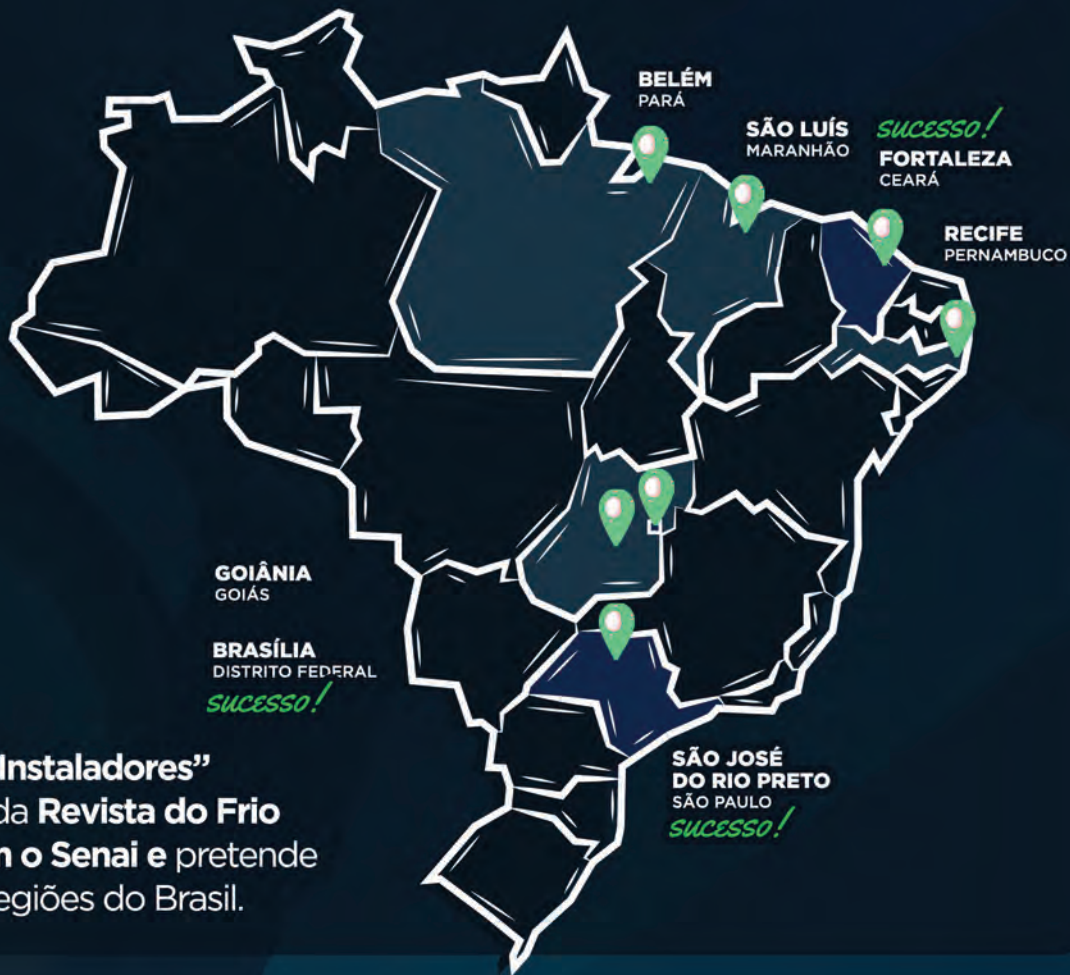 BELÉM
PARÁ
SÃO LUÍS
MARANHÃO
SUCESSO!
FORTALEZA
CEARÁ
RECIFE
PERNAMBUCO
GOIÂNIA
GOIÁS
BRASÍLIA
DISTRITO FEDERAL
SUCESSO!
SÃO JOSÉ
DO RIO PRETO
SÃO PAULO
SUCESSO!
Instaladores”
da Revista do Frio
o Senai e pretende
do Brasil.